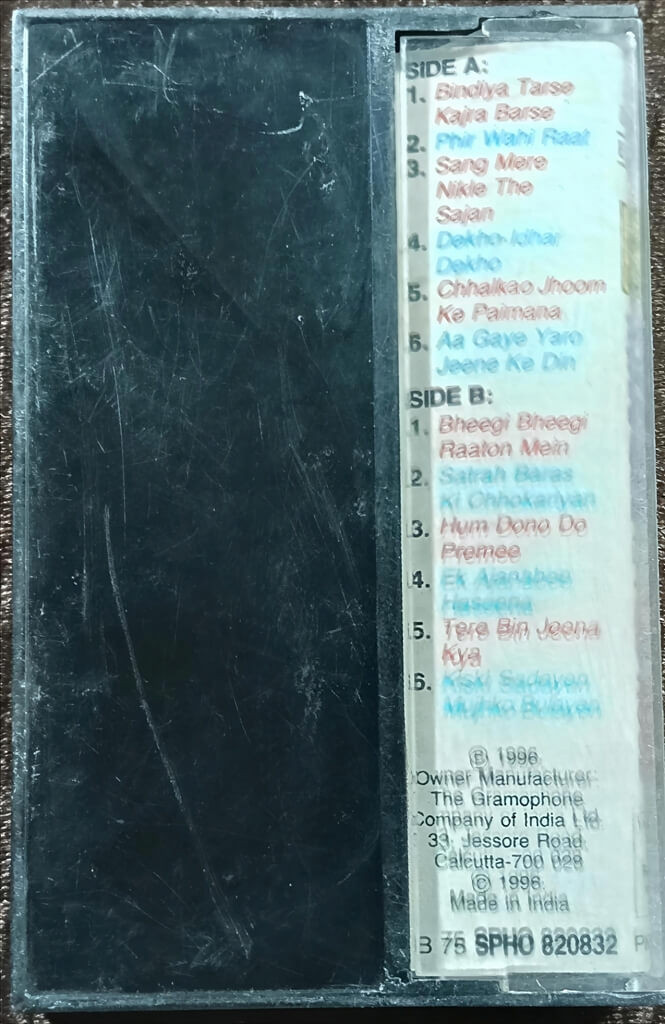 SIDE A:
1. Bindiya Tarse
Kajra Barse
2. Phir Wahi Raat
3. Sang Mere
Nikle The
Sajan
4. Dekho-Idhar
Dekho
5. Chhalkao Jhoom
Ke Paimana
6. Aa Gaye Yaro
Jeene Ke Din
SIDE B:
1. Bheegi Bheegi
Raaton Mein
2. Satrah Baras
Ki Chhokariyan
3. Hum Dono Do
Premee
4. Ek Ajanabee
Haseena
5. Tere Bin Jeena
Kya
6. Kiski Sadayen
Mujhko Bulayen
Ⓟ 1996
Owner Manufacturer:
The Gramophone
Company of India Ltd.
33, Jessore Road
Calcutta-700 028
© 1996
Made in India
B 75 SPHO 820832